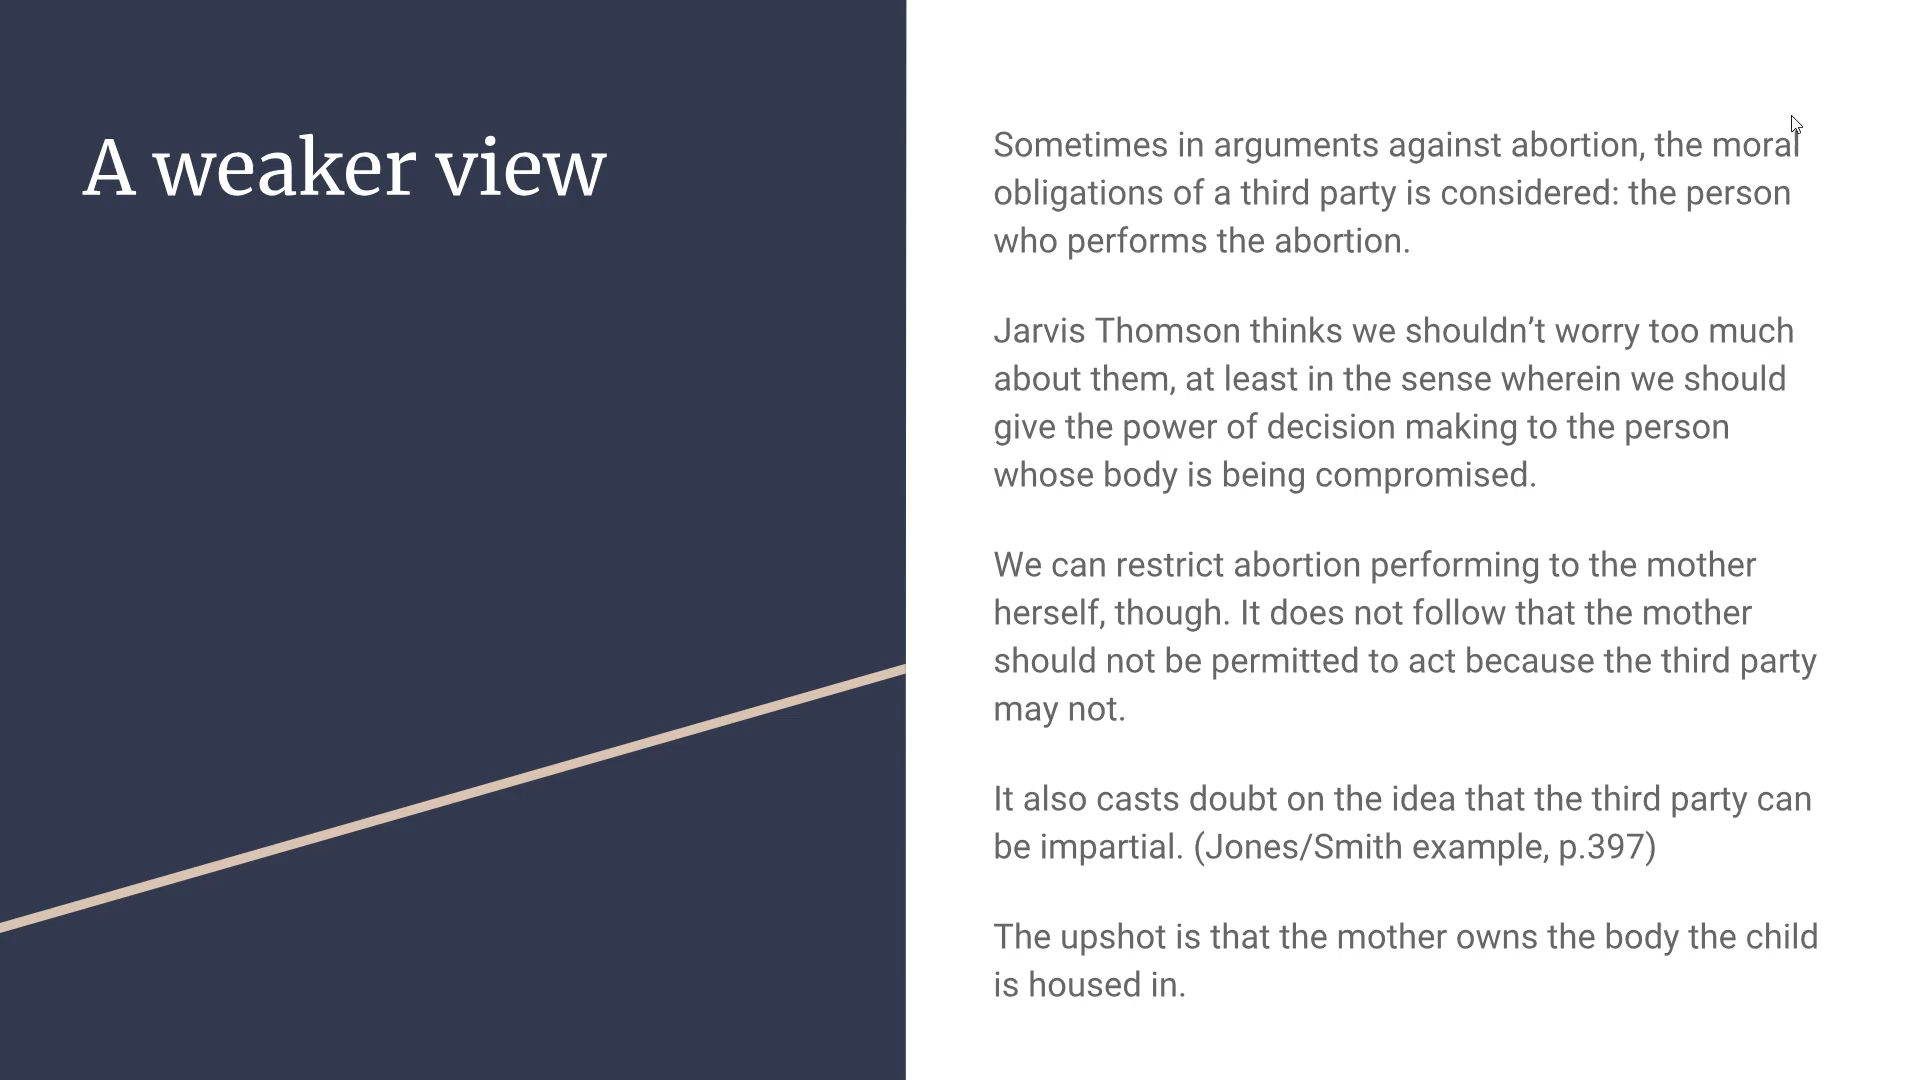 A weaker view
Sometimes in arguments against abortion, the moral
obligations of a third party is considered: the person
who performs the abortion.
Jarvis Thomson thinks we shouldn’t worry too much
about them, at least in the sense wherein we should
give the power of decision making to the person
whose body is being compromised.
We can restrict abortion performing to the mother
herself, though. It does not follow that the mother
should not be permitted to act because the third party
may not.
It also casts doubt on the idea that the third party can
be impartial. (Jones/Smith example, p.397)
The upshot is that the mother owns the body the child
is housed in.